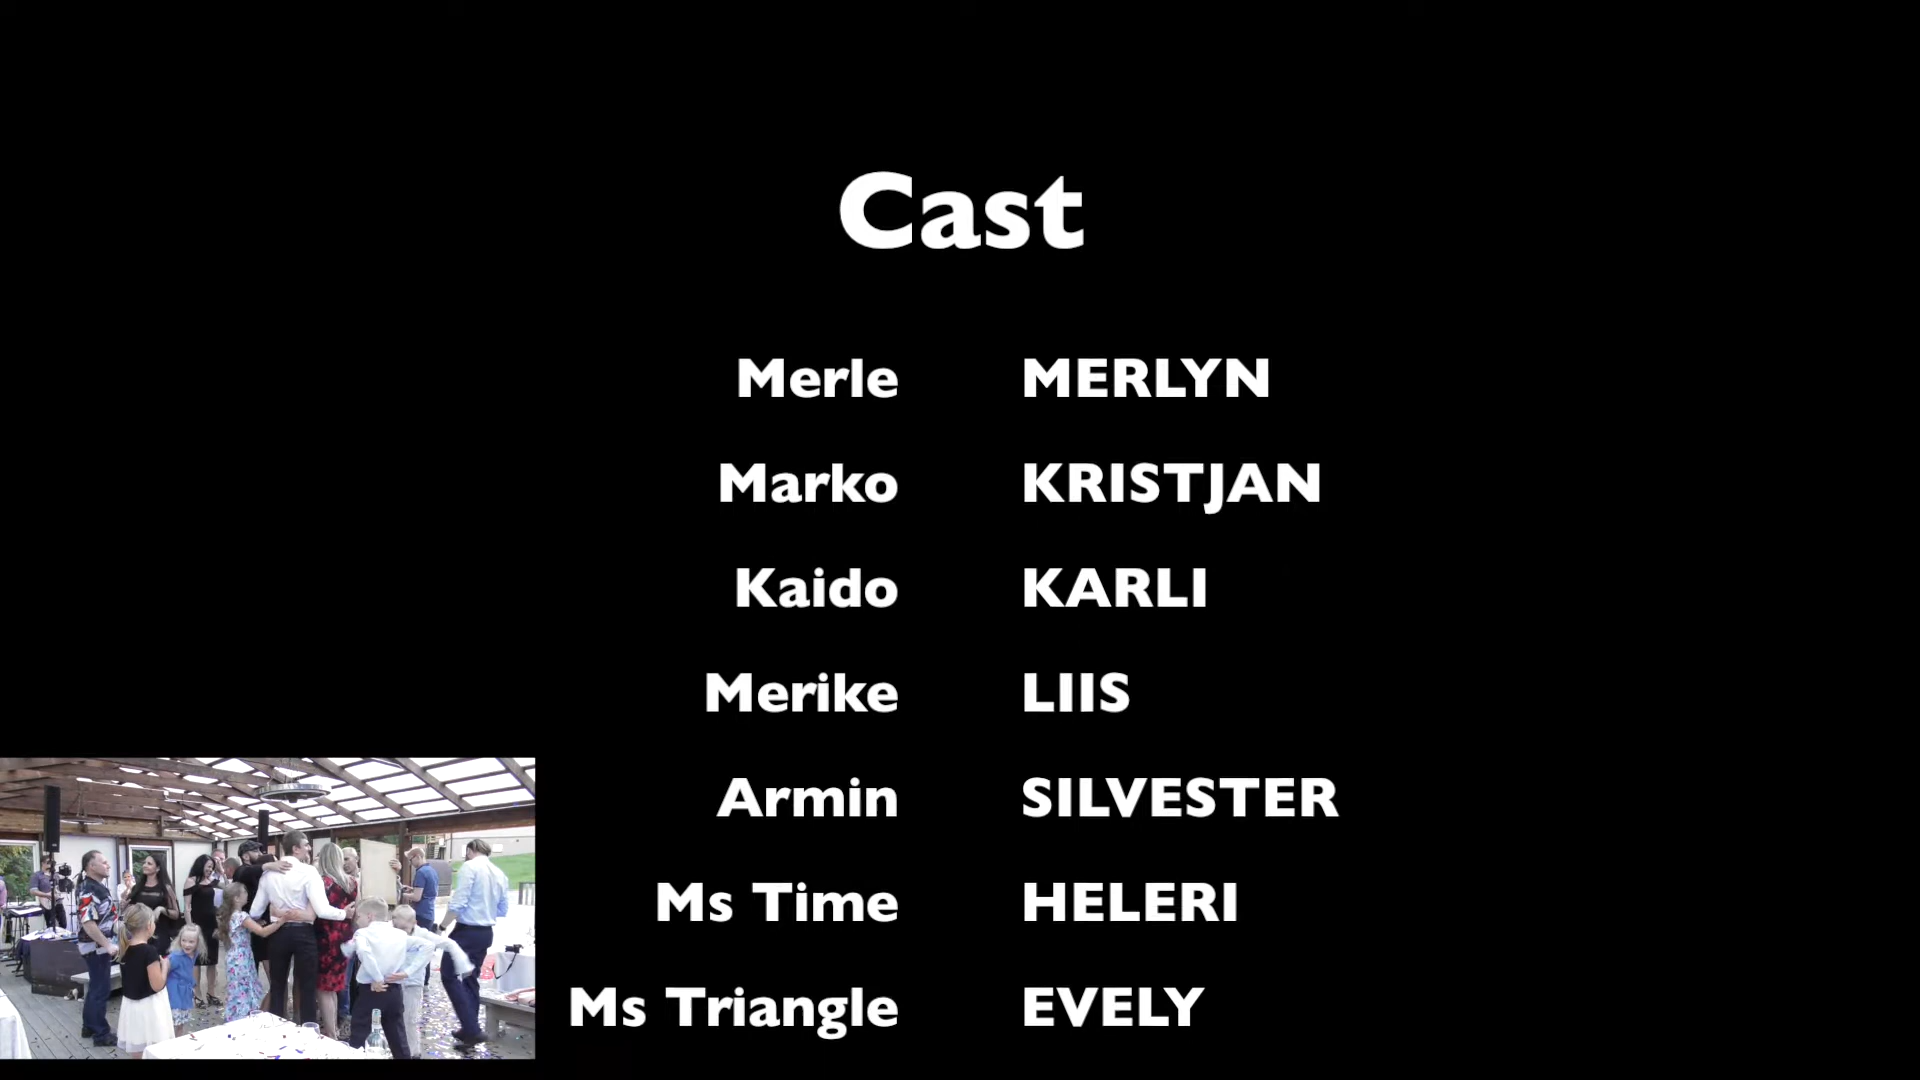 Cast
Merle MERLYN
Marko KRISTJAN
Kaido KARLI
Merike LIIS
Armin SILVESTER
Ms Time HELERI
Ms Triangle EVELY